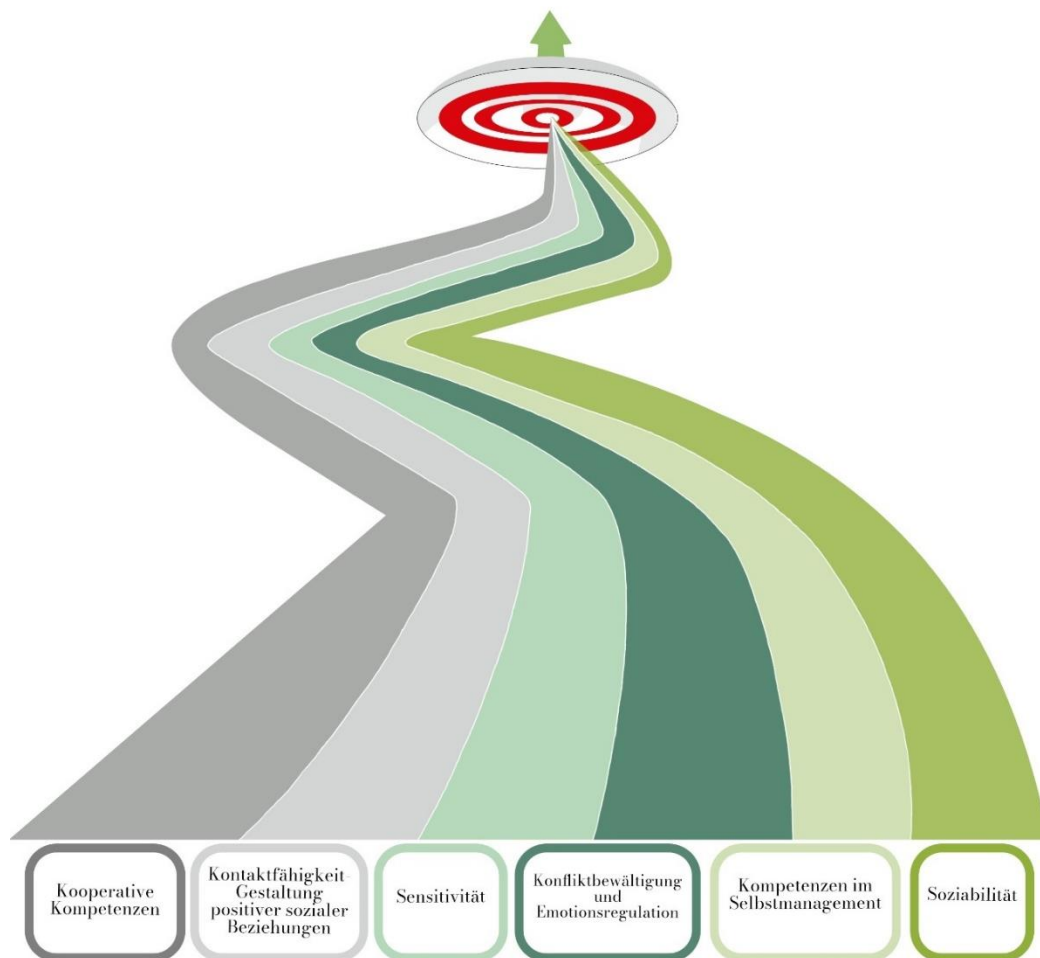 Kooperative
Kompetenzen
Kontaktfähigkeit-
Gestaltung
positiver sozialer
Beziehungen
Sensitivität
Konfliktbewältigung
und
Emotionsregulation
Kompetenzen im
Selbstmanagement
Soziabilität